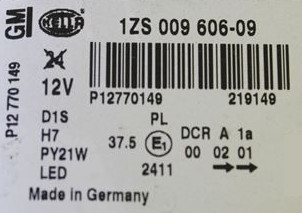 GM HELLA 1ZS 009 606-09
P12 770 149
24
12V
P12770149 219149
D1S PL
H7 37.5 E1 DCR A 1a
PY21W 00 02 01
LED 2411
Made in Germany